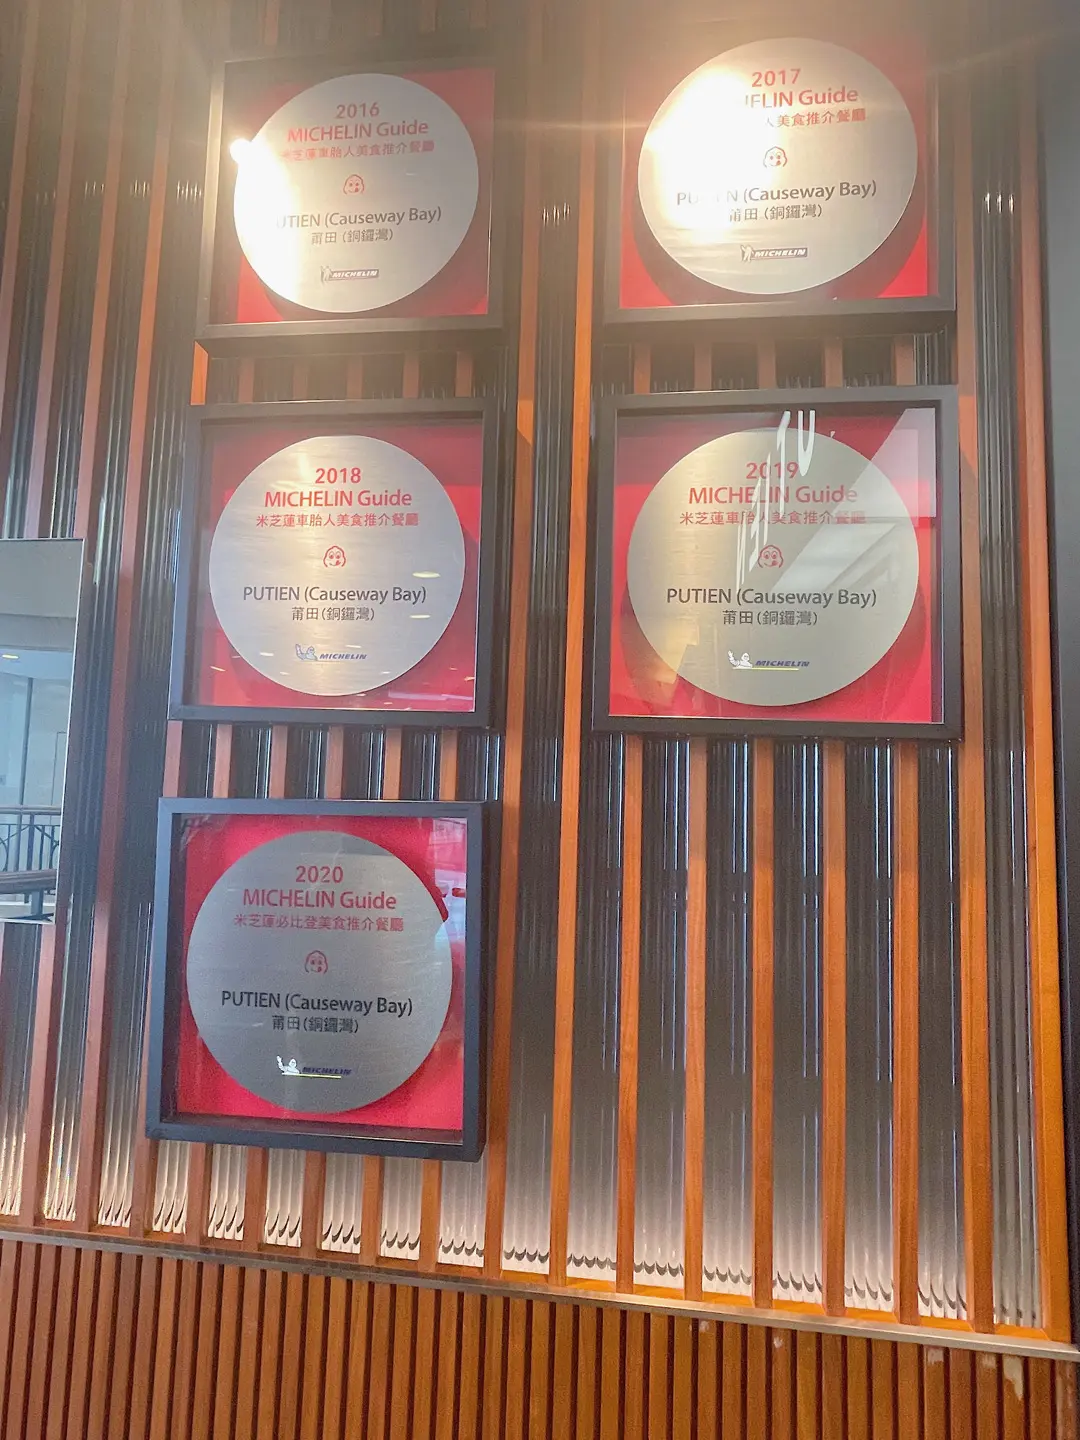 2016
MICHELIN Guide
米芝蓮車胎人美食推介餐廳
UTIEN (Causeway Bay)
莆田 (銅鑼灣)
MICHELIN
2017
ELIN Guide
人美食推介餐廳
(Causeway Bay)
莆田 (銅鑼灣)
MICHELIN
2018
MICHELIN Guide
米芝蓮車胎人美食推介餐廳
PUTIEN (Causeway Bay)
莆田(銅鑼灣)
MICHELIN
2019
MICHELIN Guide
米芝蓮車胎人美食推介餐廳
PUTIEN (Causeway Bay)
莆田(銅鑼灣)
MICHELIN
2020
MICHELIN Guide
米芝蓮必比登美食推介餐廳
PUTIEN (Causeway Bay)
莆田(銅鑼灣)
MICHELIN